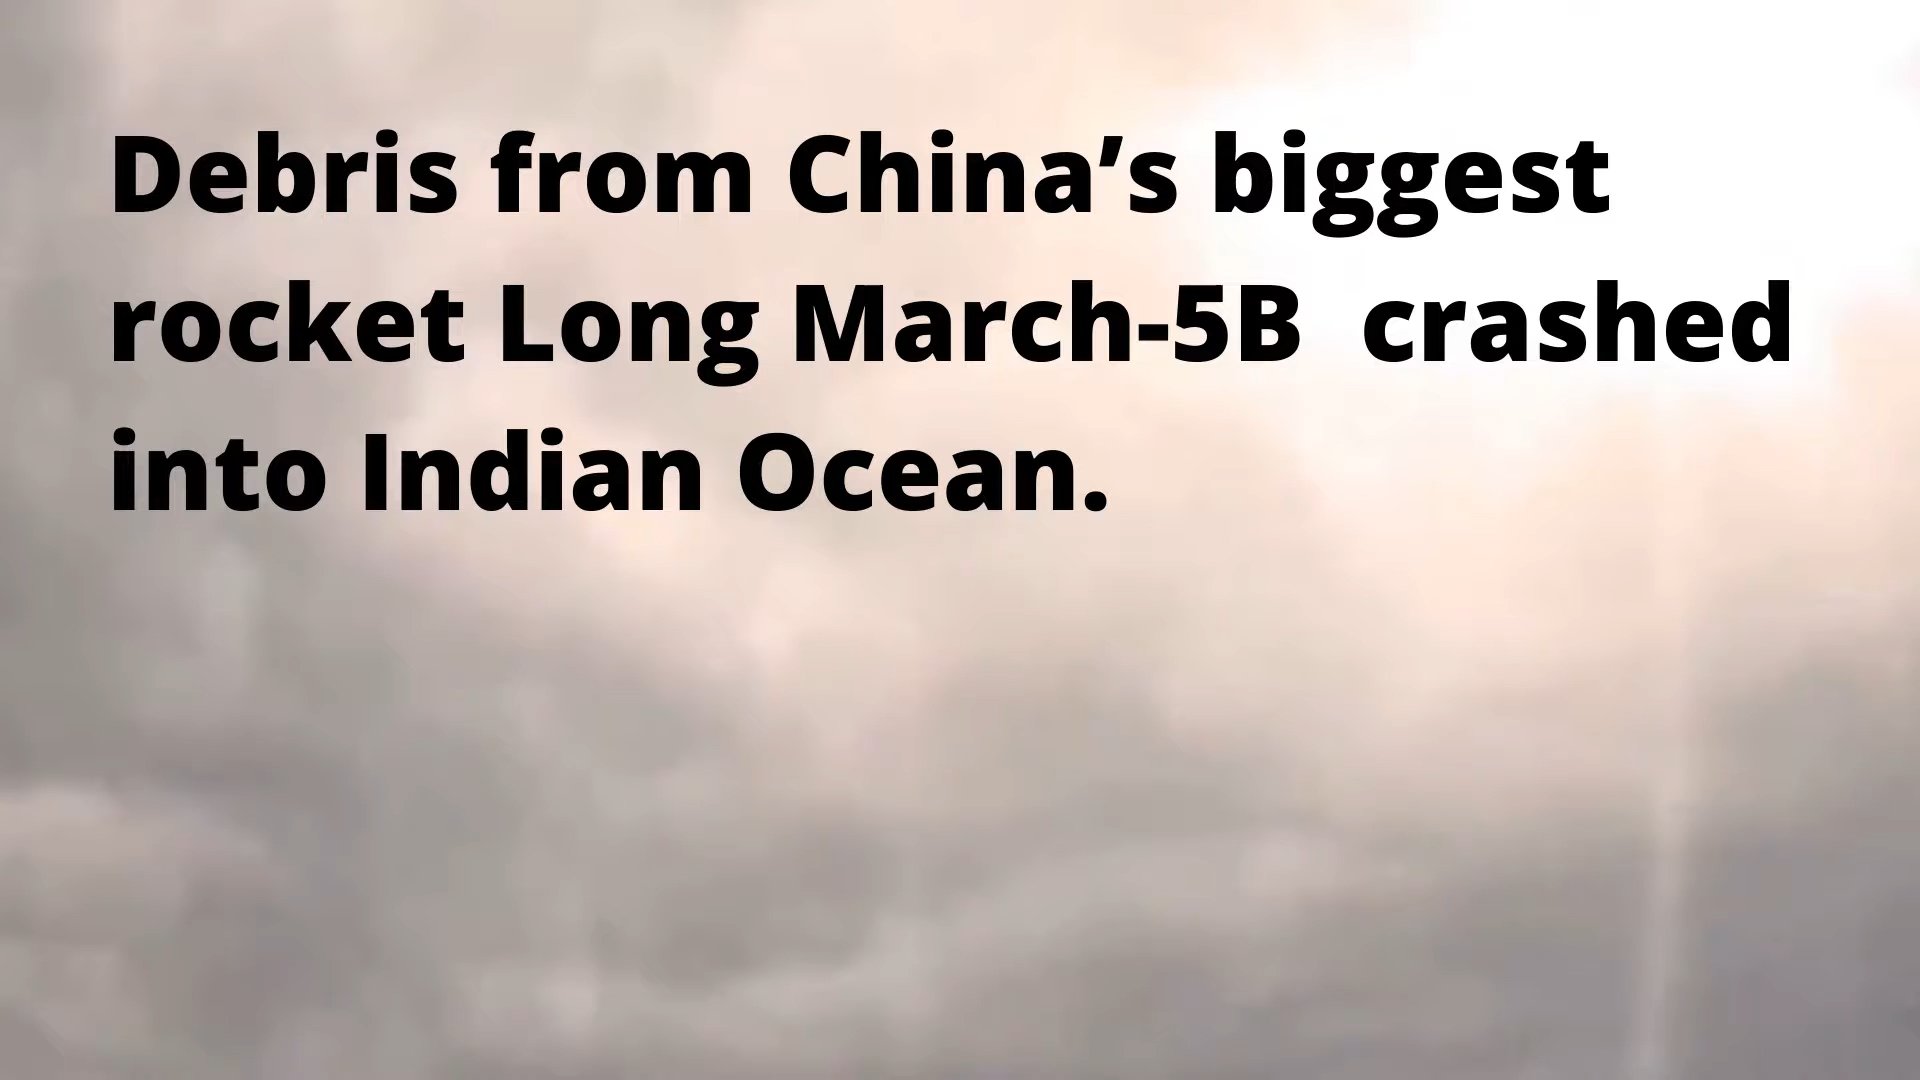 Debris from China’s biggest
rocket Long March-5B  crashed
into Indian Ocean.